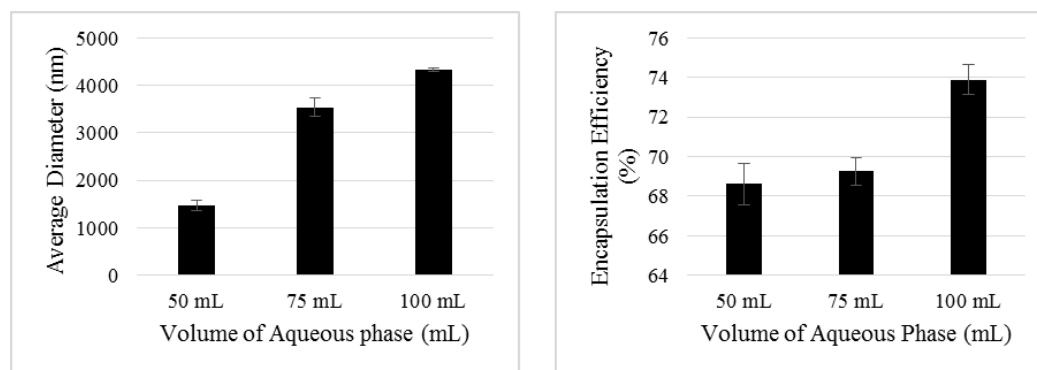 Average Diameter (nm)
5000
4000
3000
2000
1000
0
50 mL 75 mL 100 mL
Volume of Aqueous phase (mL)
Encapsulation Efficiency
(%)
76
74
72
70
68
66
64
50 mL 75 mL 100 mL
Volume of Aqueous Phase (mL)